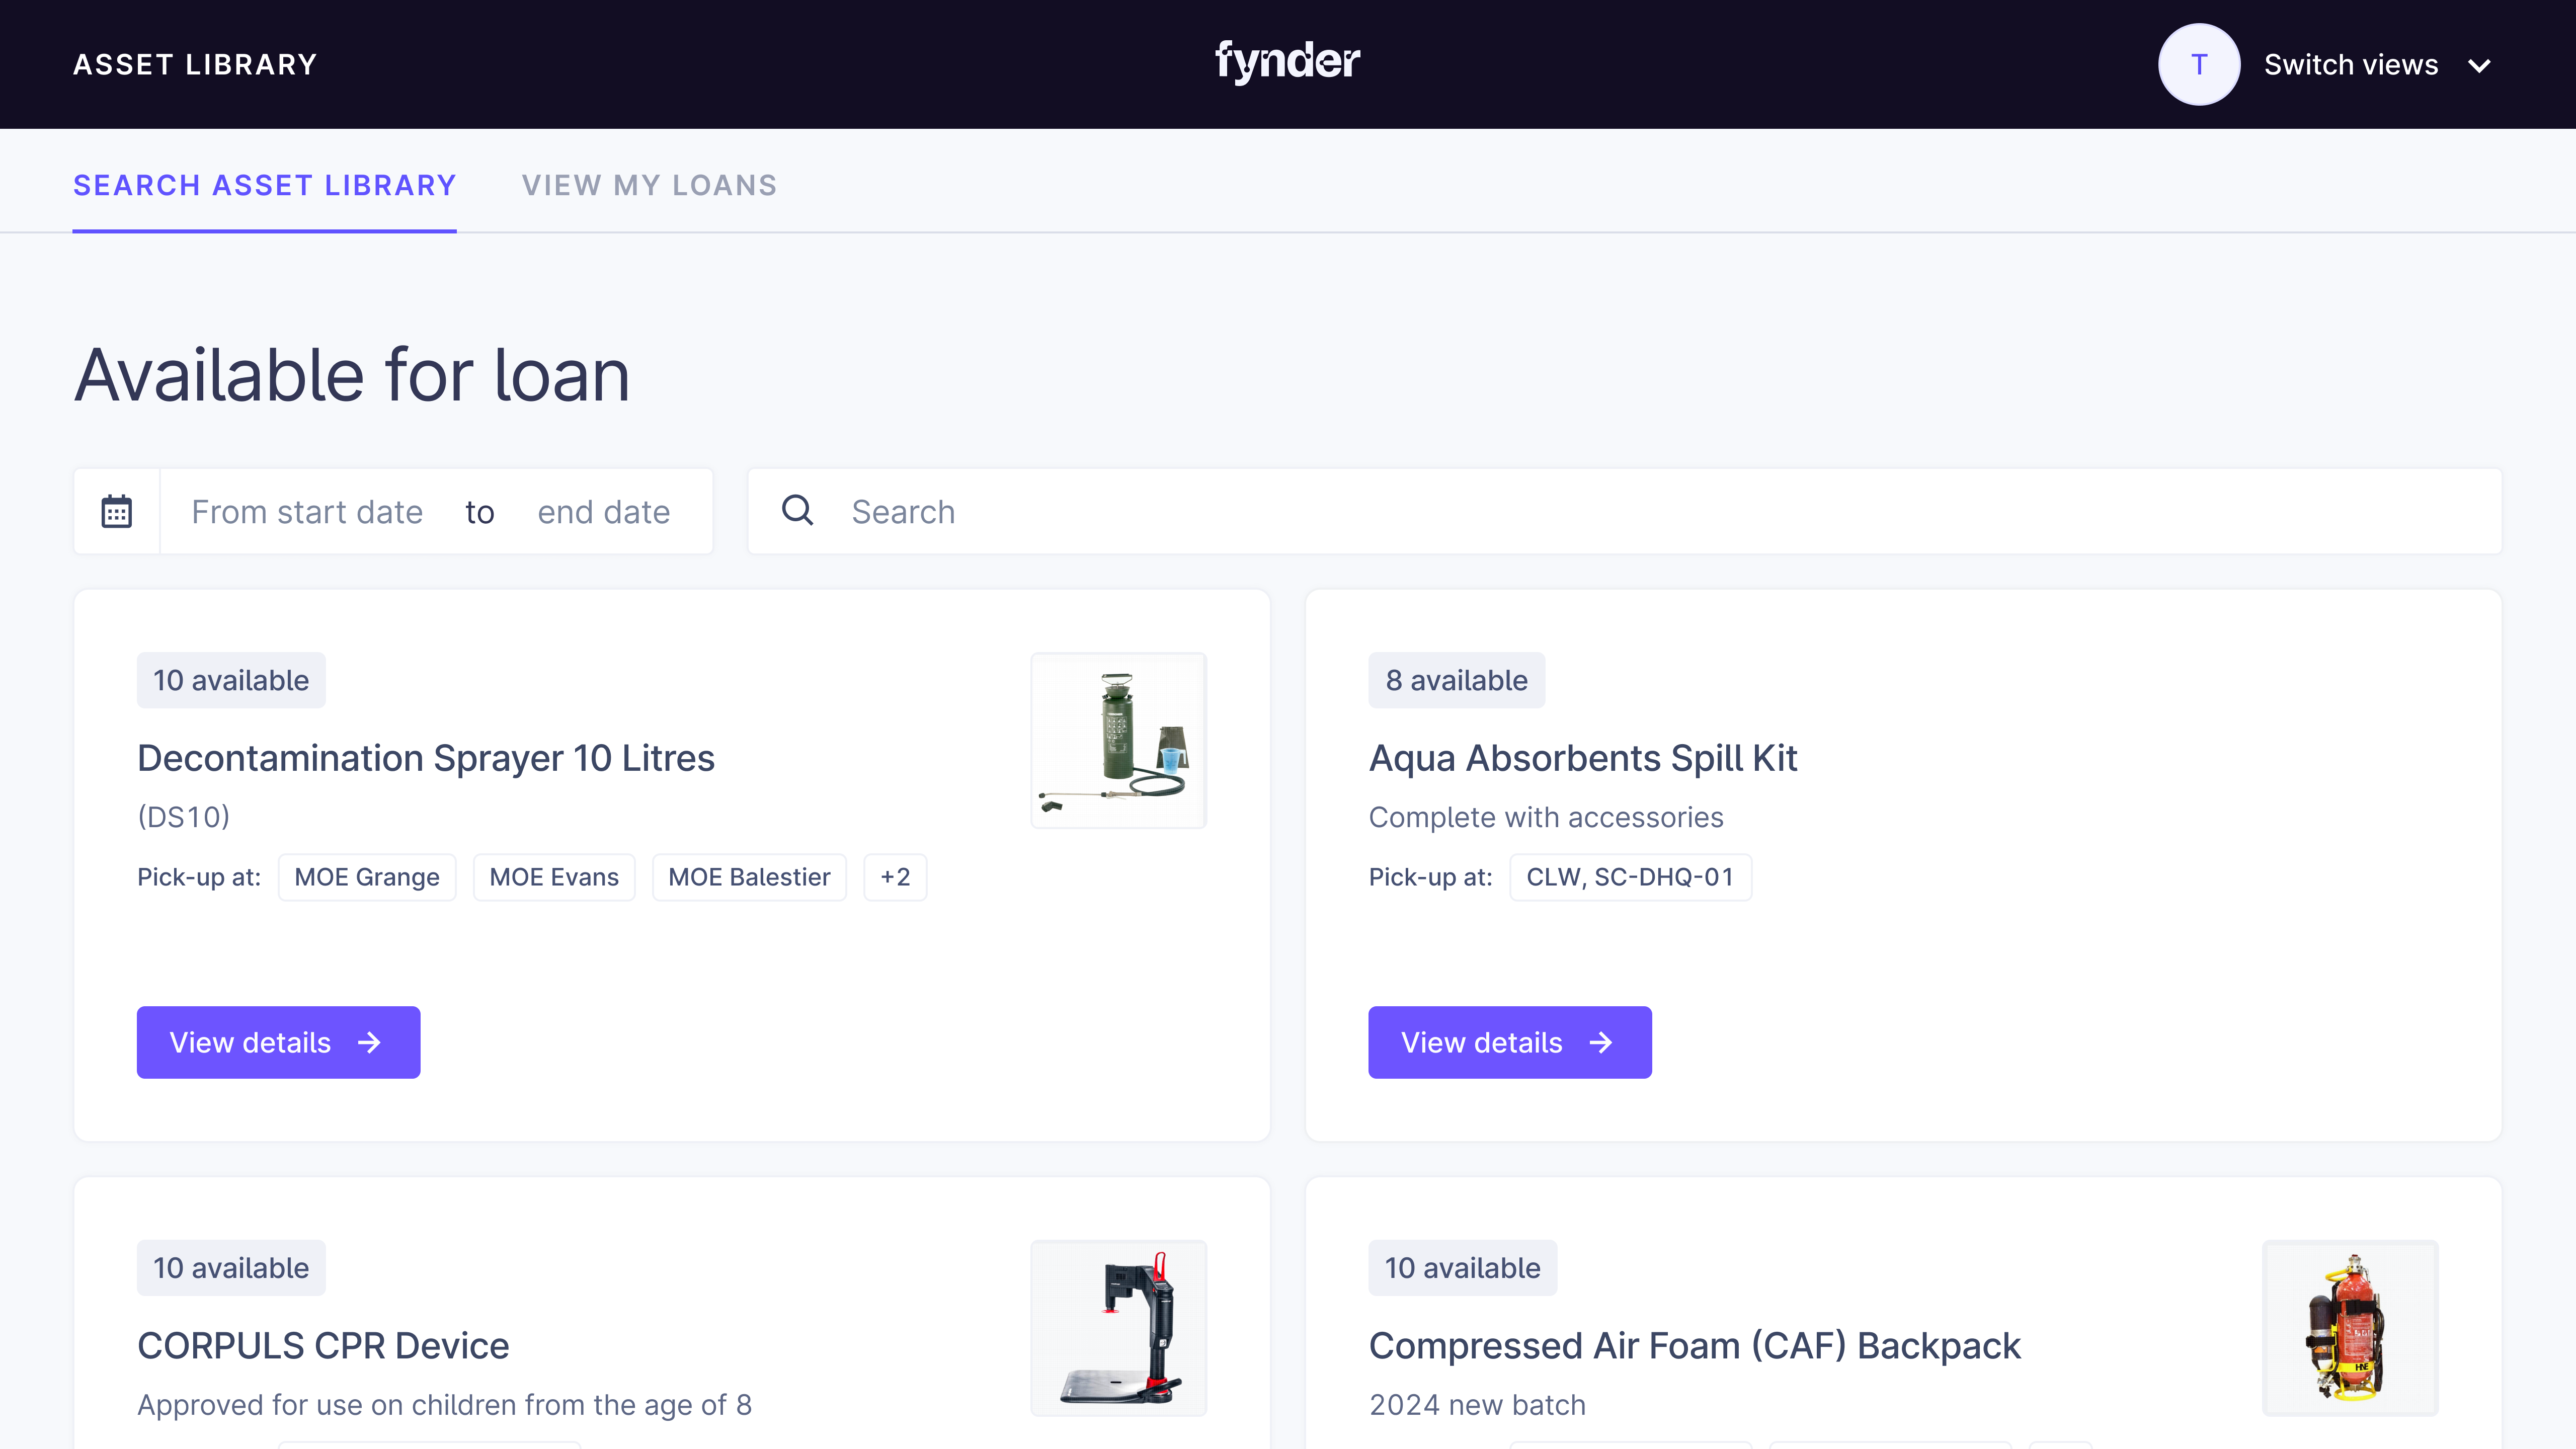 ASSET LIBRARY
fynder
T
Switch views
SEARCH ASSET LIBRARY
VIEW MY LOANS
Available for loan
From start date to end date
Search
10 available
Decontamination Sprayer 10 Litres
(DS10)
Pick-up at: MOE Grange MOE Evans MOE Balestier +2
View details
8 available
Aqua Absorbents Spill Kit
Complete with accessories
Pick-up at: CLW, SC-DHQ-01
View details
10 available
CORPULS CPR Device
Approved for use on children from the age of 8
10 available
Compressed Air Foam (CAF) Backpack
2024 new batch
HNE